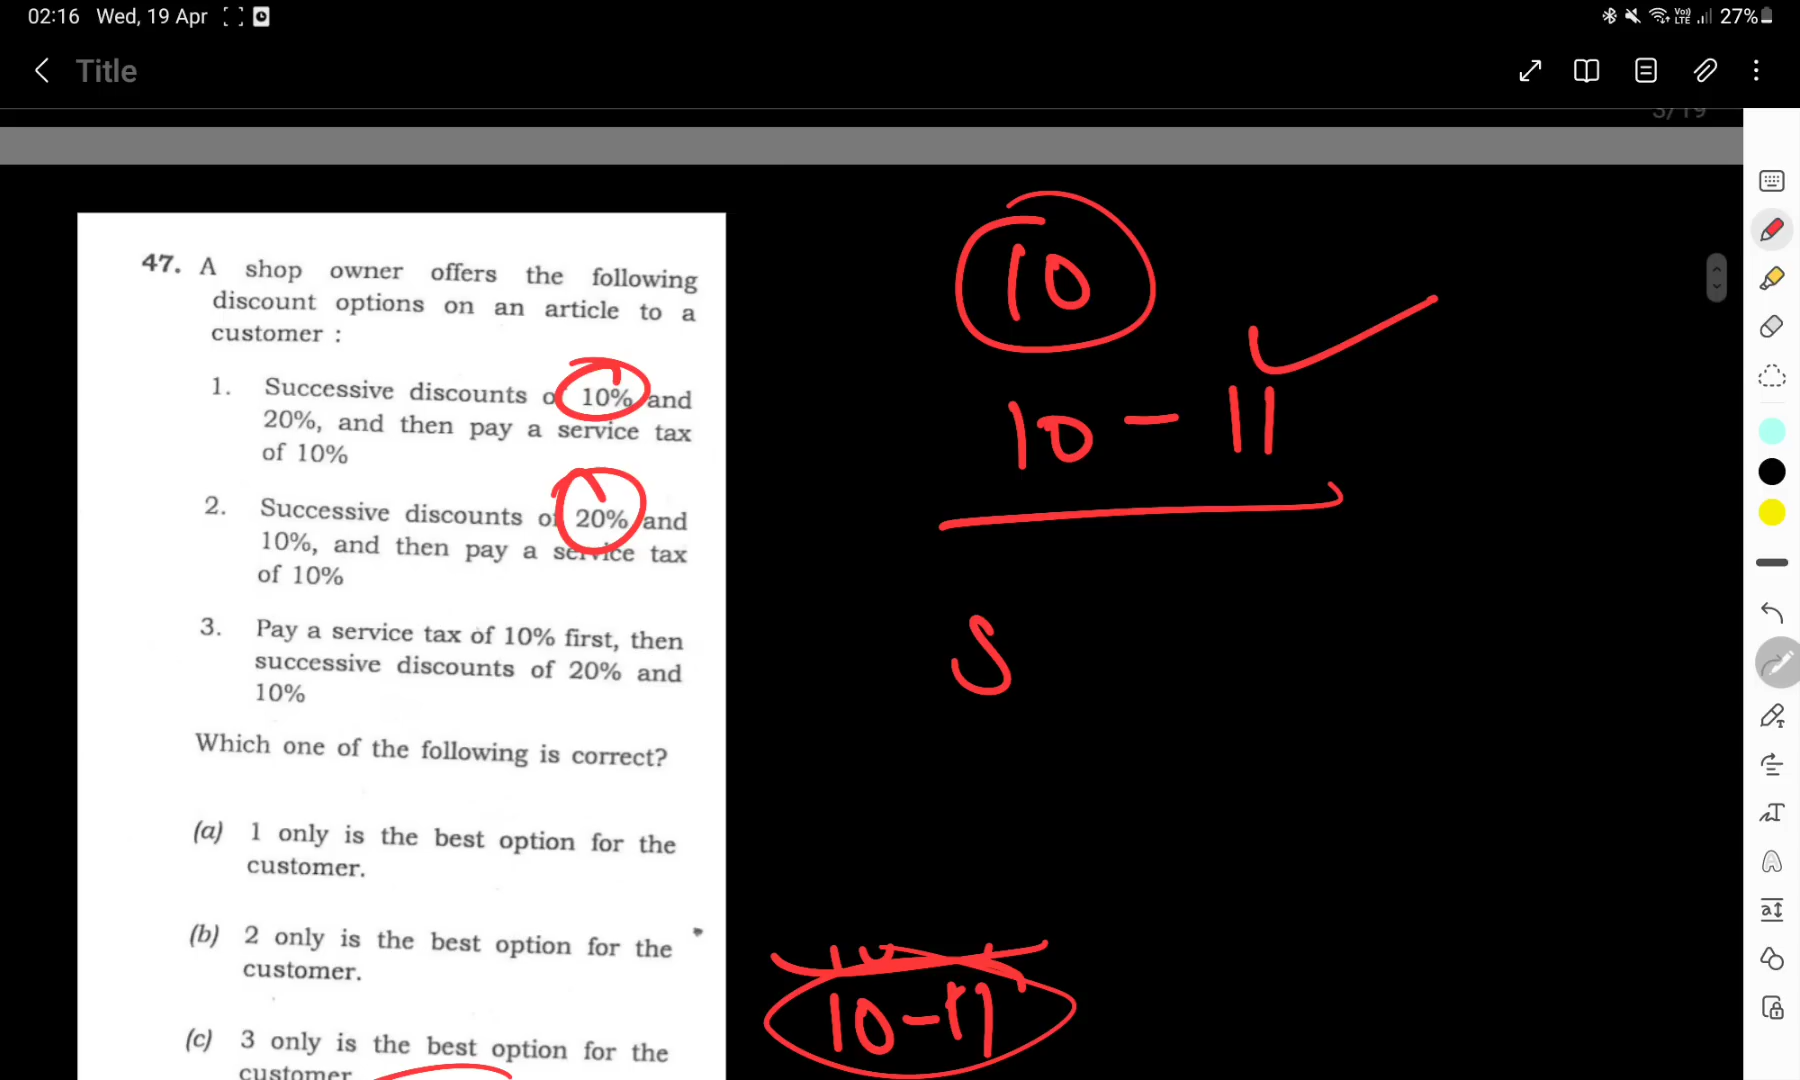 02:16 Wed, 19 Apr
27%
Title
3/19
10
47. A shop owner offers the following
discount options on an article to a
customer :
1. Successive discounts of 10% and
20%, and then pay a service tax
of 10%
10 - 11
2. Successive discounts of 20% and
10%, and then pay a service tax
of 10%
3. Pay a service tax of 10% first, then
successive discounts of 20% and
10%
S
Which one of the following is correct?
(a) 1 only is the best option for the
customer.
(b) 2 only is the best option for the
customer.
10-11
(c) 3 only is the best option for the
customer